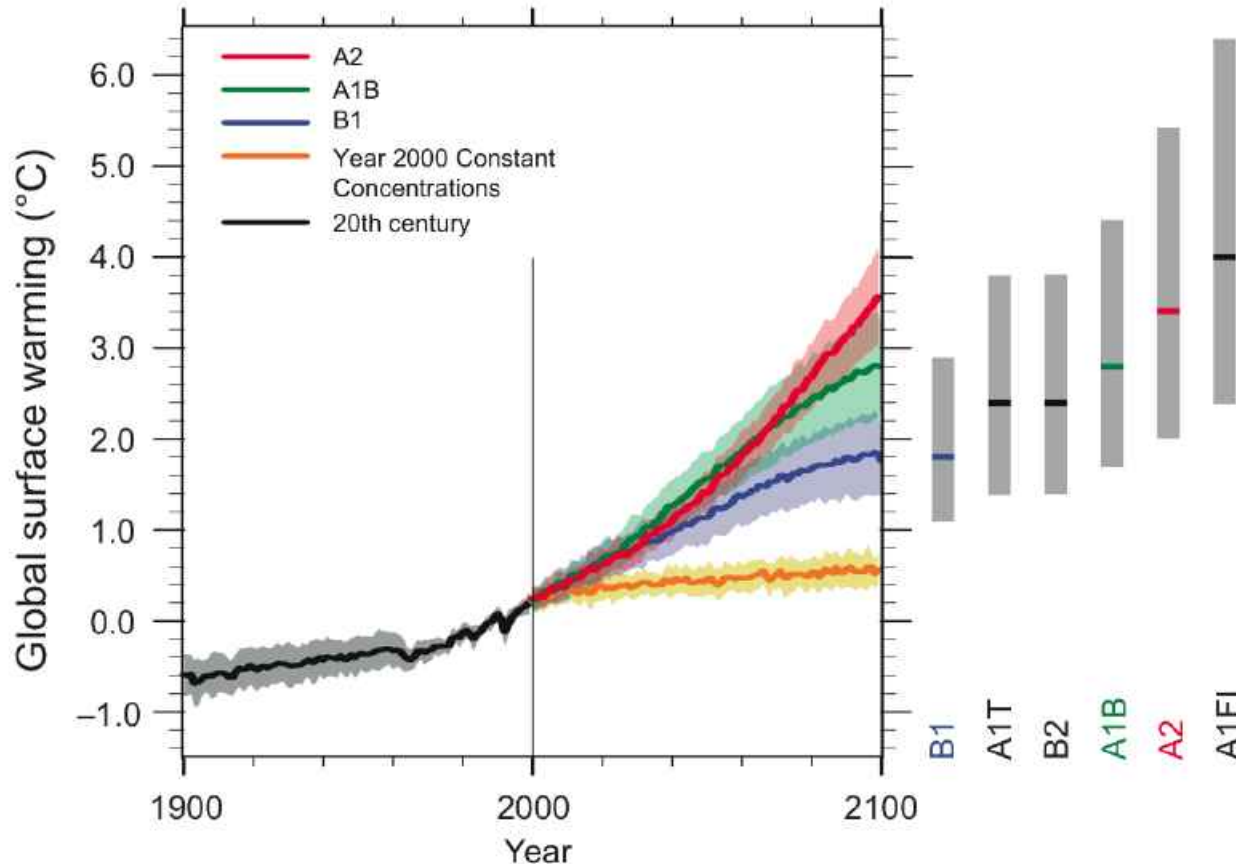 A2
A1B
B1
Year 2000 Constant
Concentrations
20th century
Global surface warming (°C)
6.0
5.0
4.0
3.0
2.0
1.0
0.0
–1.0
1900
2000
2100
Year
B1
A1T
B2
A1B
A2
A1FI